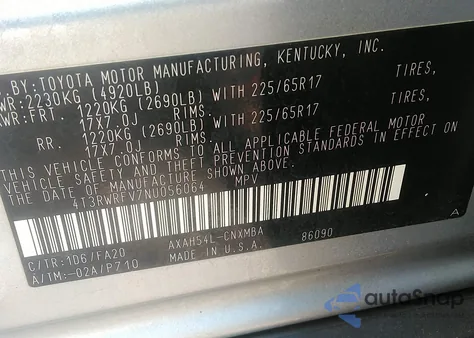 BY:TOYOTA MOTOR MANUFACTURING, KENTUCKY, INC.
WR:2230KG (4920LB)
WR:FRT. 1220KG (2690LB) WITH 225/65R17 TIRES,
17X7.0J RIMS.
RR. 1220KG (2690LB) WITH 225/65R17 TIRES,
17X7.0J RIMS.
THIS VEHICLE CONFORMS TO ALL APPLICABLE FEDERAL MOTOR
VEHICLE SAFETY AND THEFT PREVENTION STANDARDS IN EFFECT ON
THE DATE OF MANUFACTURE SHOWN ABOVE.
4T3RWRFV7NU056064 MPV
C/TR:1D6/FA20 AXAH54L-CNXMBA A
A/TM:-02A/P710 MADE IN U.S.A. 86090
autoSnap